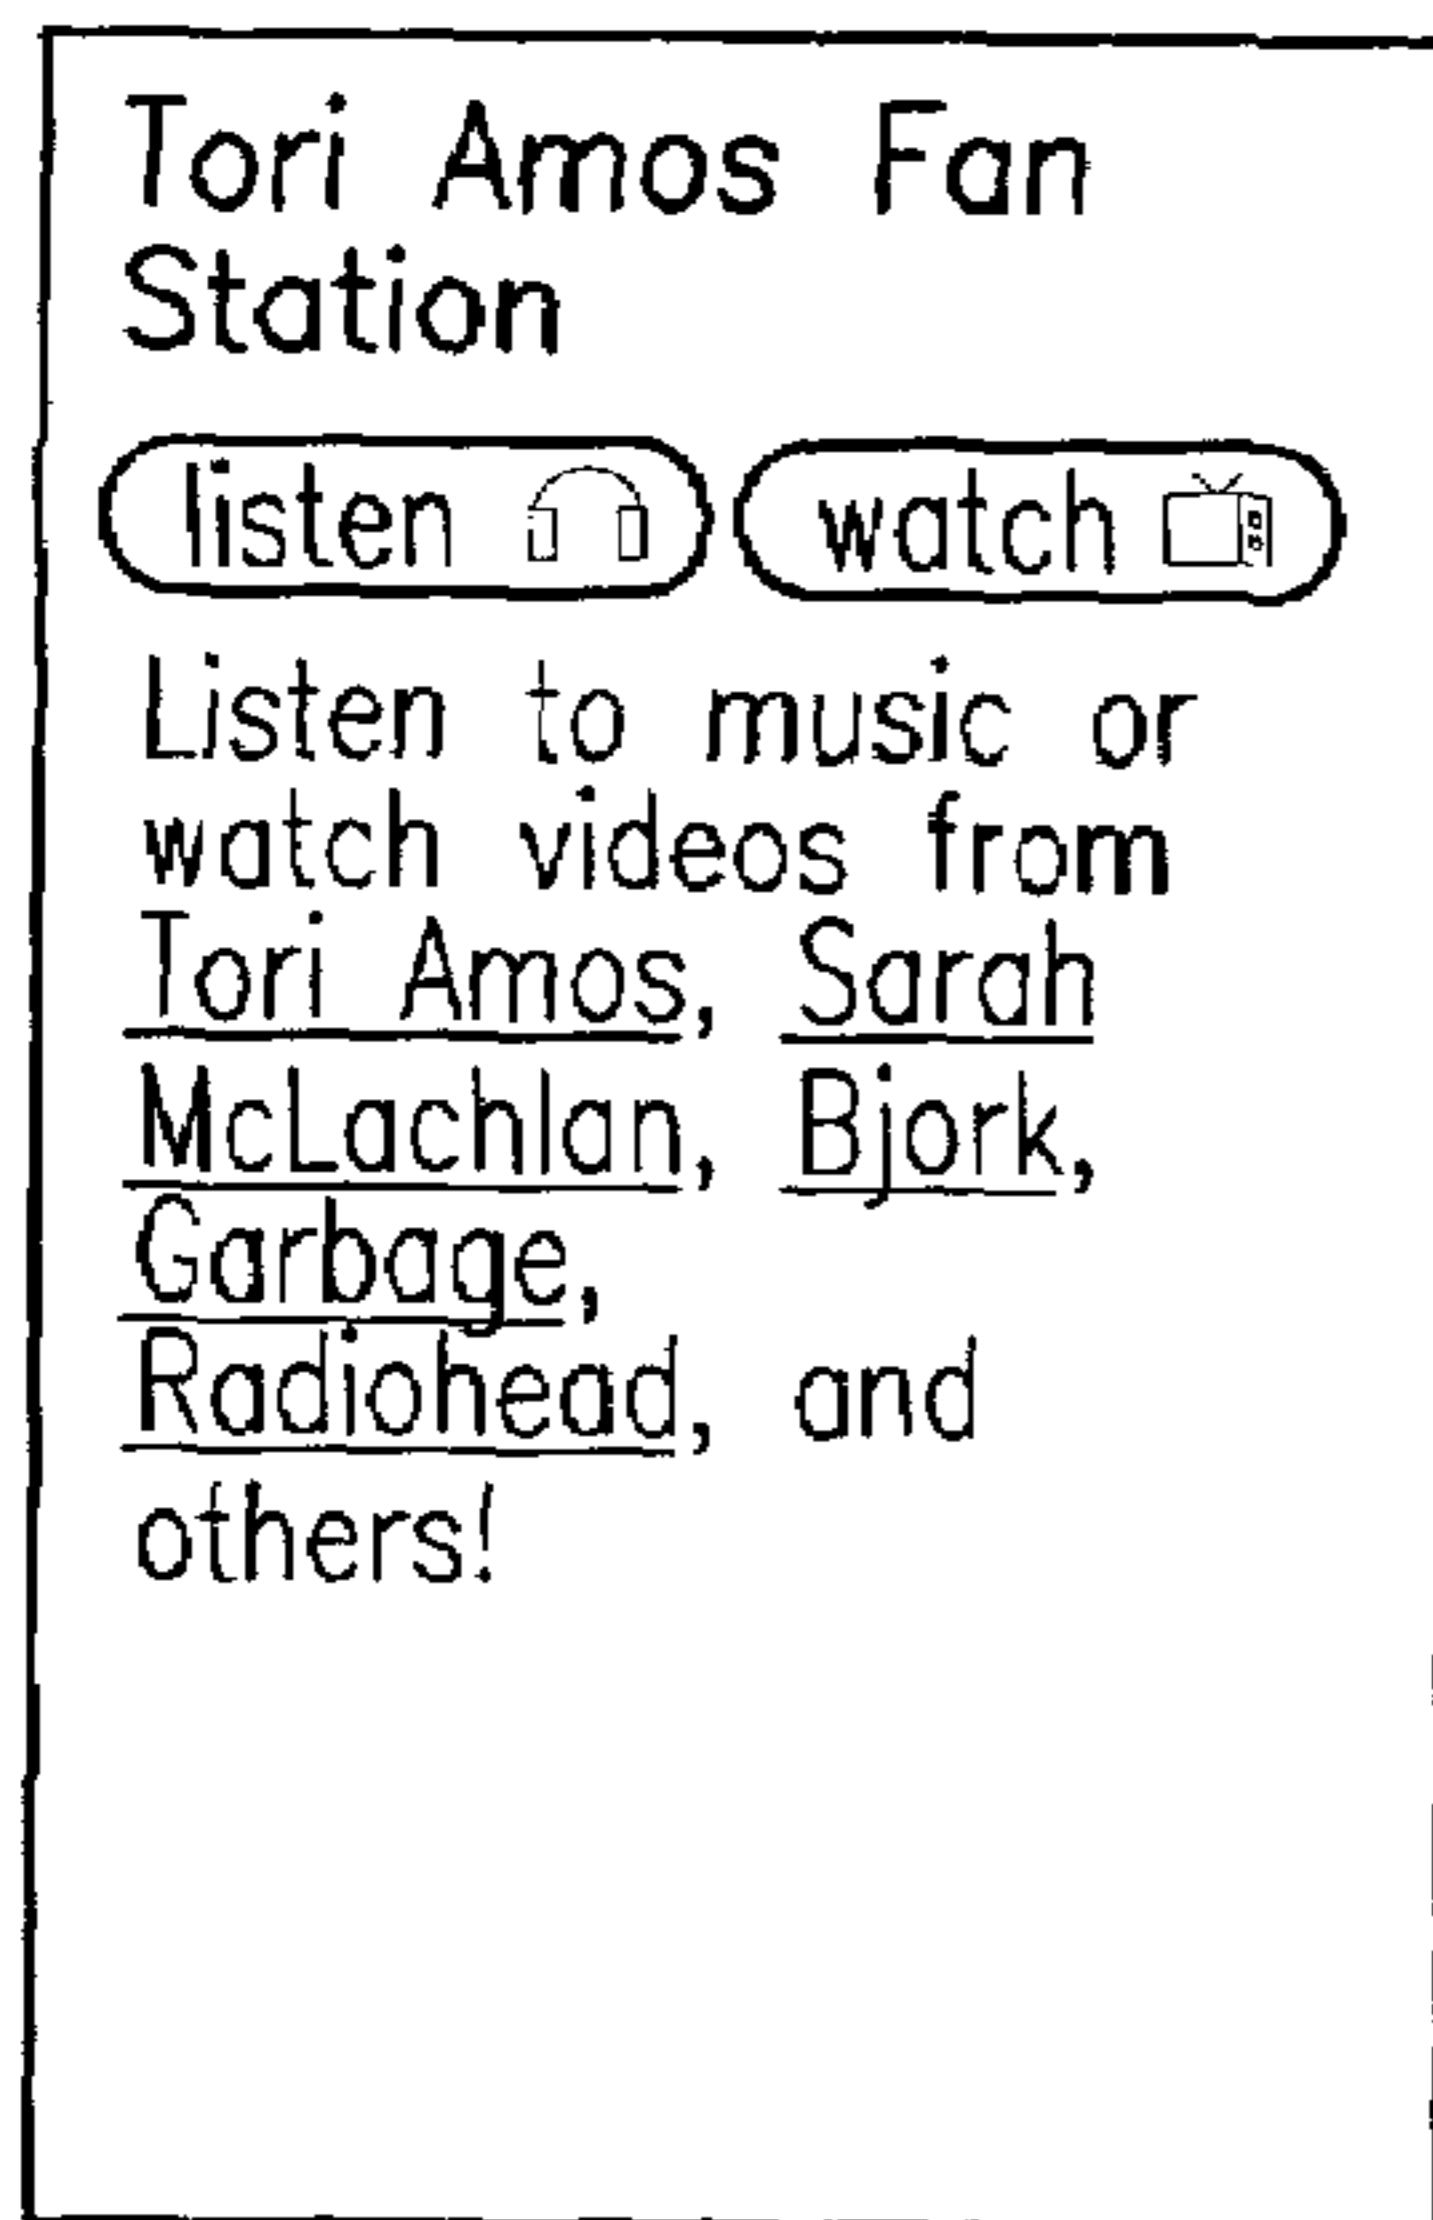 Tori Amos Fan
Station
listen watch
Listen to music or
watch videos from
Tori Amos, Sarah
McLachlan, Bjork,
Garbage,
Radiohead, and
others!